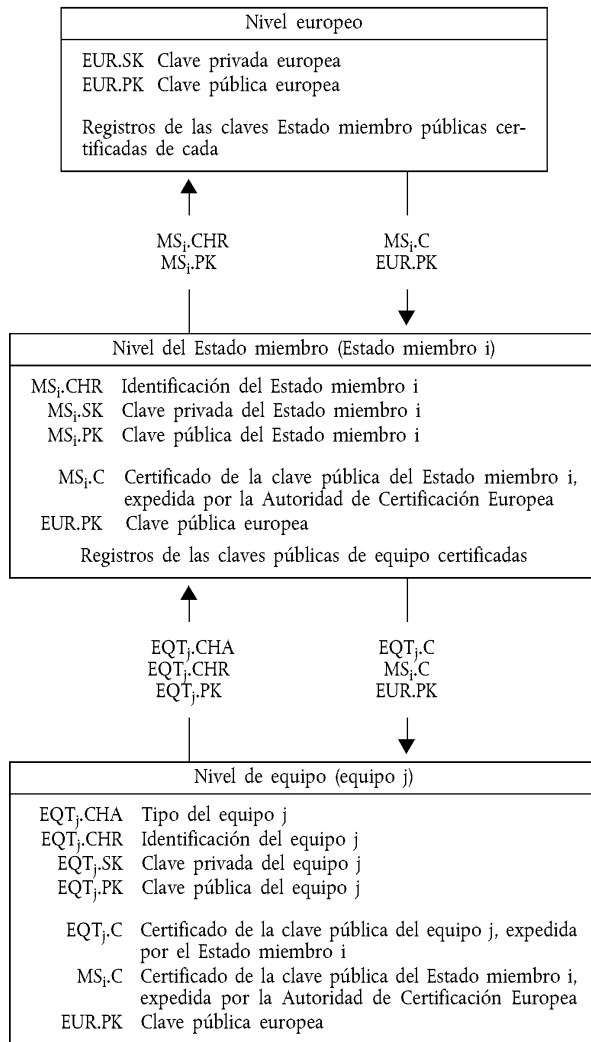 Nivel europeo
EUR.SK Clave privada europea
EUR.PK Clave pública europea
Registros de las claves Estado miembro públicas cer-
tificadas de cada
MSi.CHR
MSi.PK
MSi.C
EUR.PK
Nivel del Estado miembro (Estado miembro i)
MSi.CHR Identificación del Estado miembro i
MSi.SK Clave privada del Estado miembro i
MSi.PK Clave pública del Estado miembro i
MSi.C Certificado de la clave pública del Estado miembro i,
expedida por la Autoridad de Certificación Europea
EUR.PK Clave pública europea
Registros de las claves públicas de equipo certificadas
EQTj.CHA
EQTj.CHR
EQTj.PK
EQTj.C
MSi.C
EUR.PK
Nivel de equipo (equipo j)
EQTj.CHA Tipo del equipo j
EQTj.CHR Identificación del equipo j
EQTj.SK Clave privada del equipo j
EQTj.PK Clave pública del equipo j
EQTj.C Certificado de la clave pública del equipo j, expedida
por el Estado miembro i
MSi.C Certificado de la clave pública del Estado miembro i,
expedida por la Autoridad de Certificación Europea
EUR.PK Clave pública europea